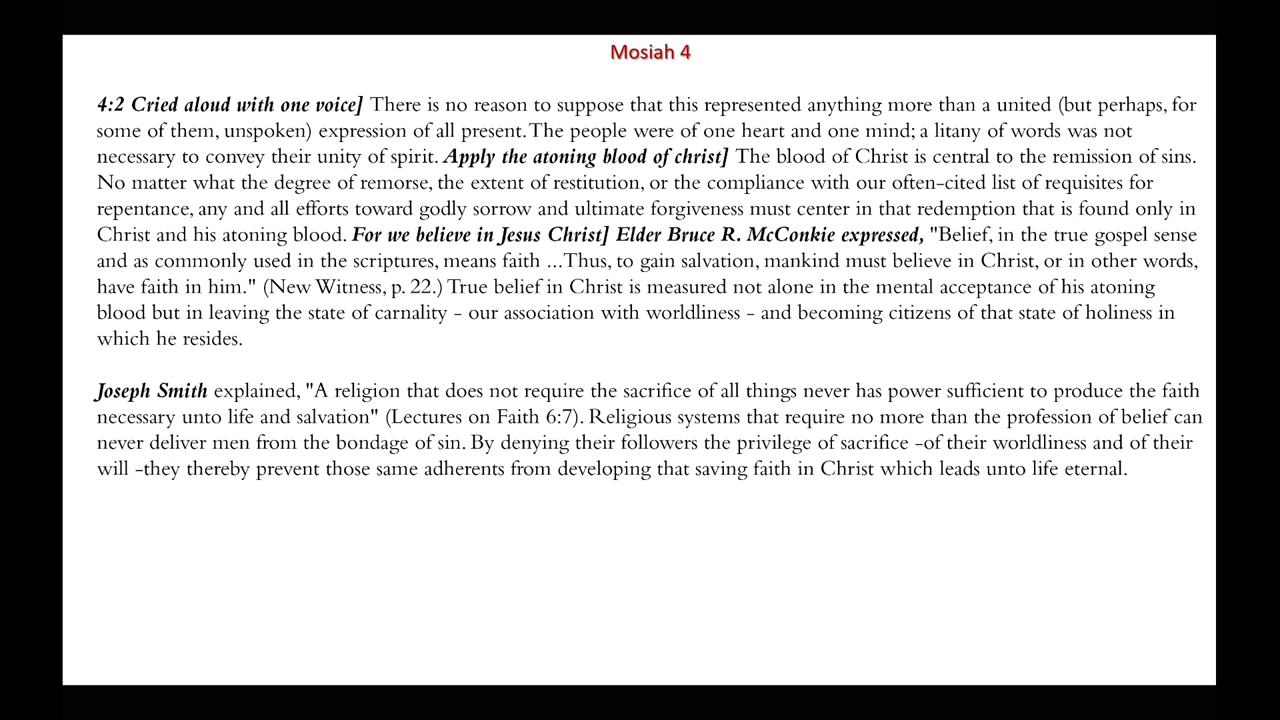 Mosiah 4
4:2 Cried aloud with one voice] There is no reason to suppose that this represented anything more than a united (but perhaps, for
some of them, unspoken) expression of all present. The people were of one heart and one mind; a litany of words was not
necessary to convey their unity of spirit. Apply the atoning blood of christ] The blood of Christ is central to the remission of sins.
No matter what the degree of remorse, the extent of restitution, or the compliance with our often-cited list of requisites for
repentance, any and all efforts toward godly sorrow and ultimate forgiveness must center in that redemption that is found only in
Christ and his atoning blood. For we believe in Jesus Christ] Elder Bruce R. McConkie expressed, "Belief, in the true gospel sense
and as commonly used in the scriptures, means faith ...Thus, to gain salvation, mankind must believe in Christ, or in other words,
have faith in him." (New Witness, p. 22.) True belief in Christ is measured not alone in the mental acceptance of his atoning
blood but in leaving the state of carnality - our association with worldliness - and becoming citizens of that state of holiness in
which he resides.
Joseph Smith explained, "A religion that does not require the sacrifice of all things never has power sufficient to produce the faith
necessary unto life and salvation" (Lectures on Faith 6:7). Religious systems that require no more than the profession of belief can
never deliver men from the bondage of sin. By denying their followers the privilege of sacrifice -of their worldliness and of their
will -they thereby prevent those same adherents from developing that saving faith in Christ which leads unto life eternal.